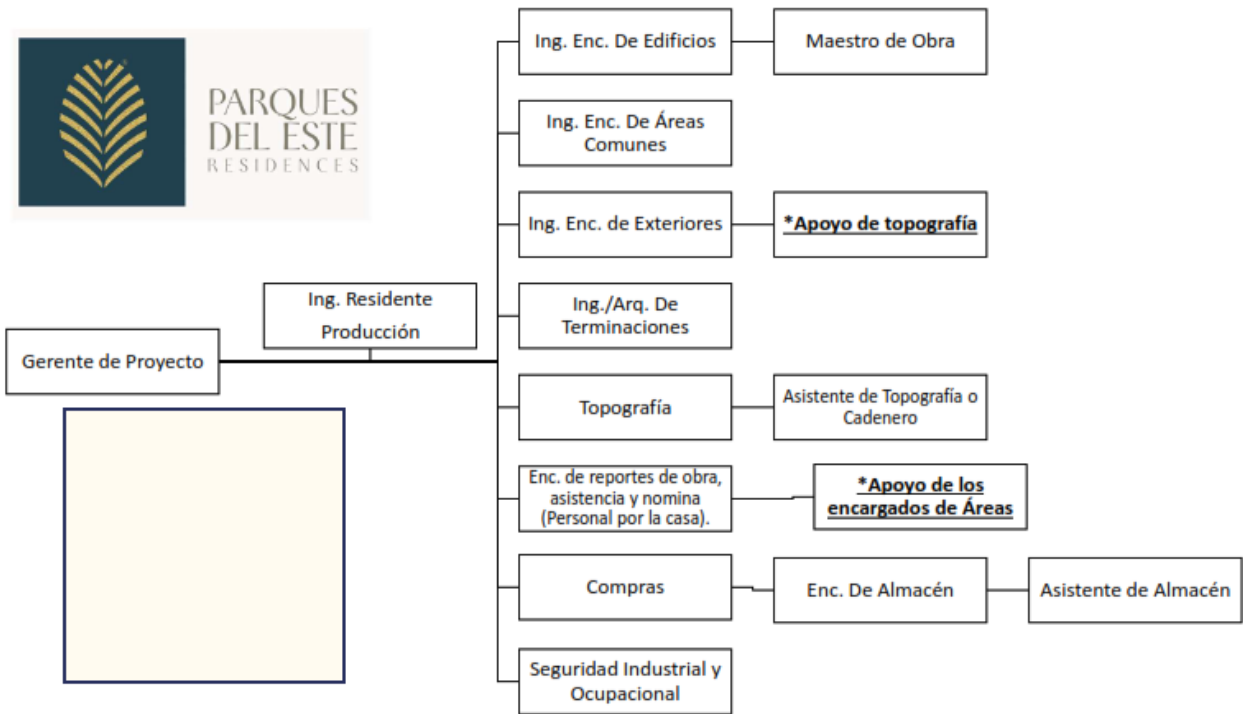 PARQUES
DEL ESTE
RESIDENCES
Gerente de Proyecto
Ing. Residente
Producción
Ing. Enc. De Edificios
Maestro de Obra
Ing. Enc. De Áreas
Comunes
Ing. Enc. de Exteriores
*Apoyo de topografía
Ing./Arq. De
Terminaciones
Topografía
Asistente de Topografía o
Cadenero
Enc. de reportes de obra,
asistencia y nomina
(Personal por la casa).
*Apoyo de los
encargados de Áreas
Compras
Enc. De Almacén
Asistente de Almacén
Seguridad Industrial y
Ocupacional